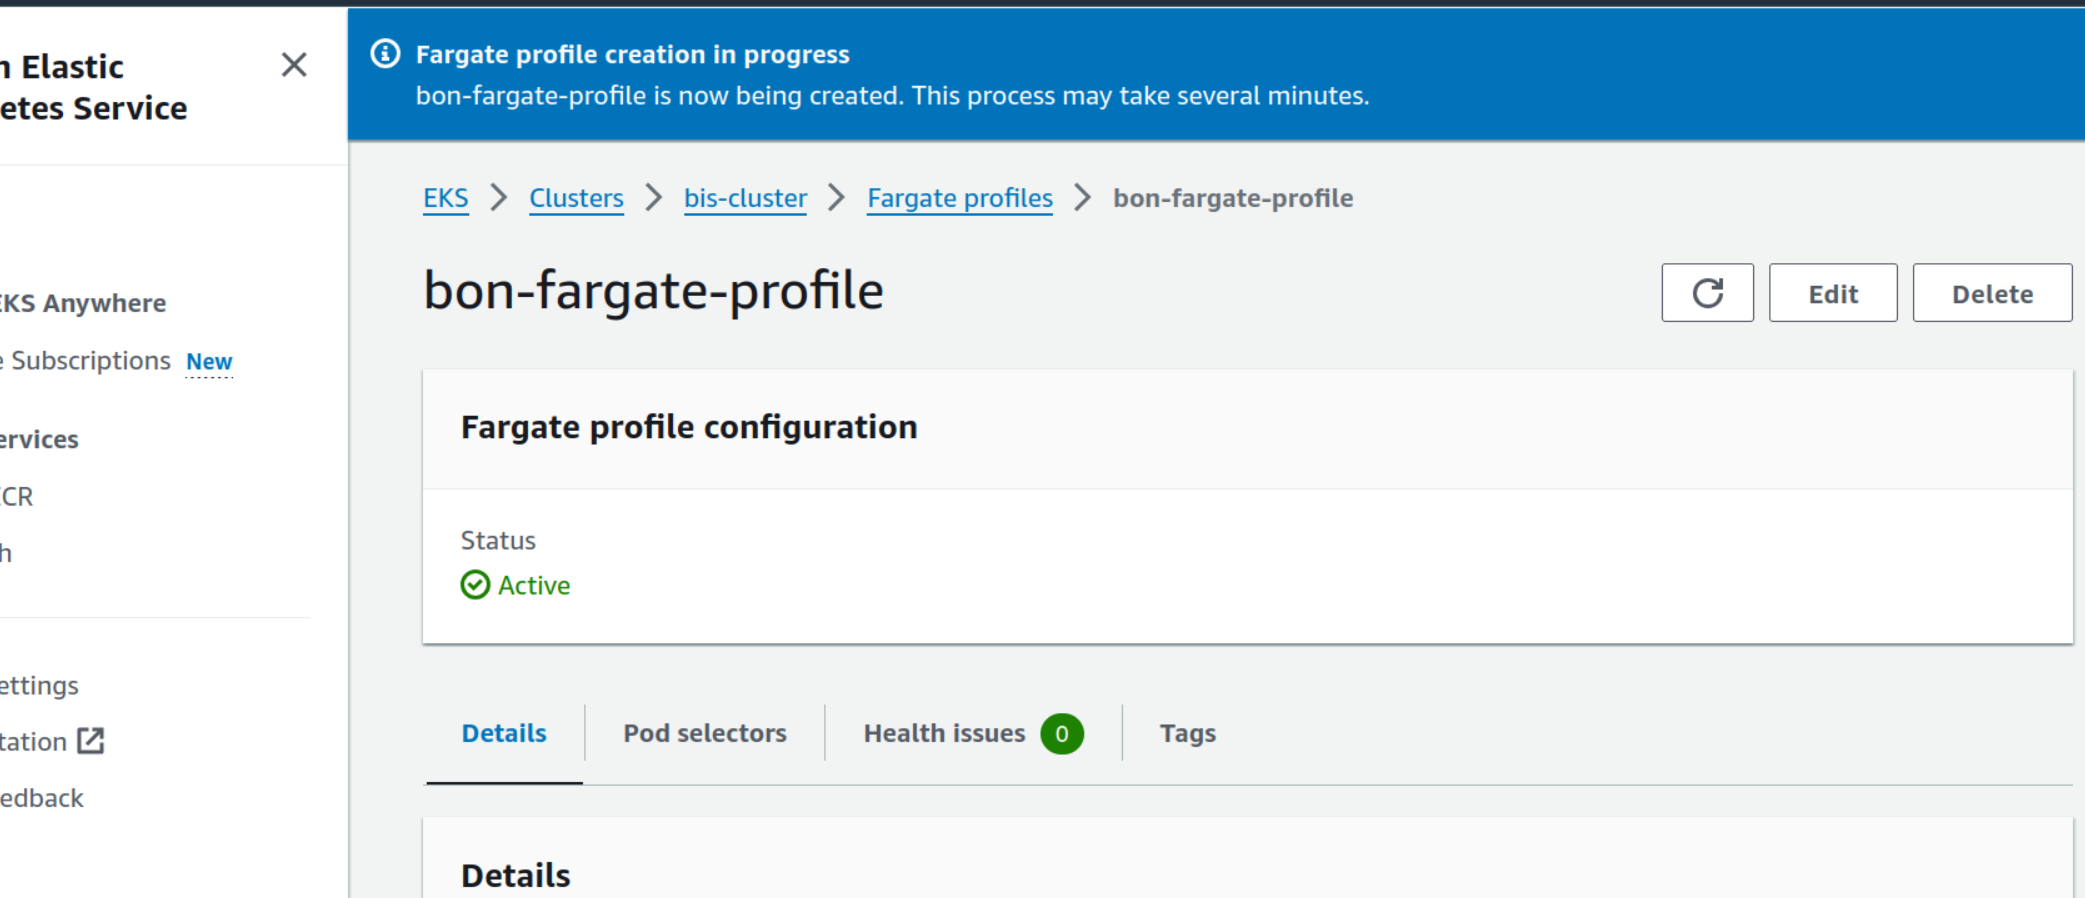 n Elastic
etes Service
EKS Anywhere
e Subscriptions New
ervices
CR
h
ettings
tation
edback
Fargate profile creation in progress
bon-fargate-profile is now being created. This process may take several minutes.
EKS > Clusters > bis-cluster > Fargate profiles > bon-fargate-profile
bon-fargate-profile
Edit Delete
Fargate profile configuration
Status
Active
Details Pod selectors Health issues 0 Tags
Details